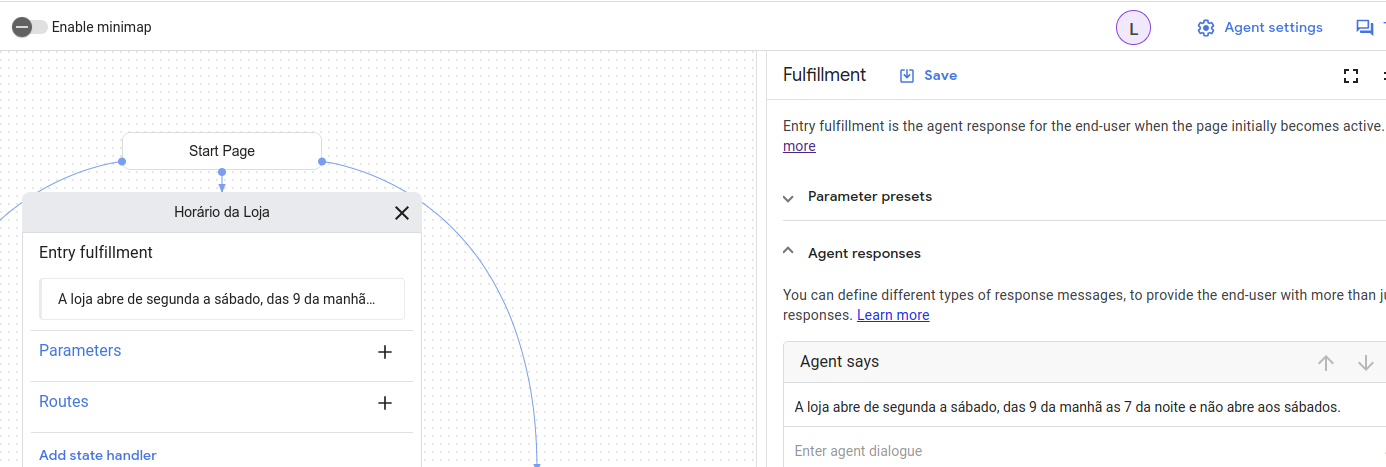 Enable minimap
L
Agent settings
Start Page
Horário da Loja
Entry fulfillment
A loja abre de segunda a sábado, das 9 da manhã...
Parameters
Routes
Add state handler
Fulfillment
Save
Entry fulfillment is the agent response for the end-user when the page initially becomes active.
more
Parameter presets
Agent responses
You can define different types of response messages, to provide the end-user with more than
responses. Learn more
Agent says
A loja abre de segunda a sábado, das 9 da manhã as 7 da noite e não abre aos sábados.
Enter agent dialogue